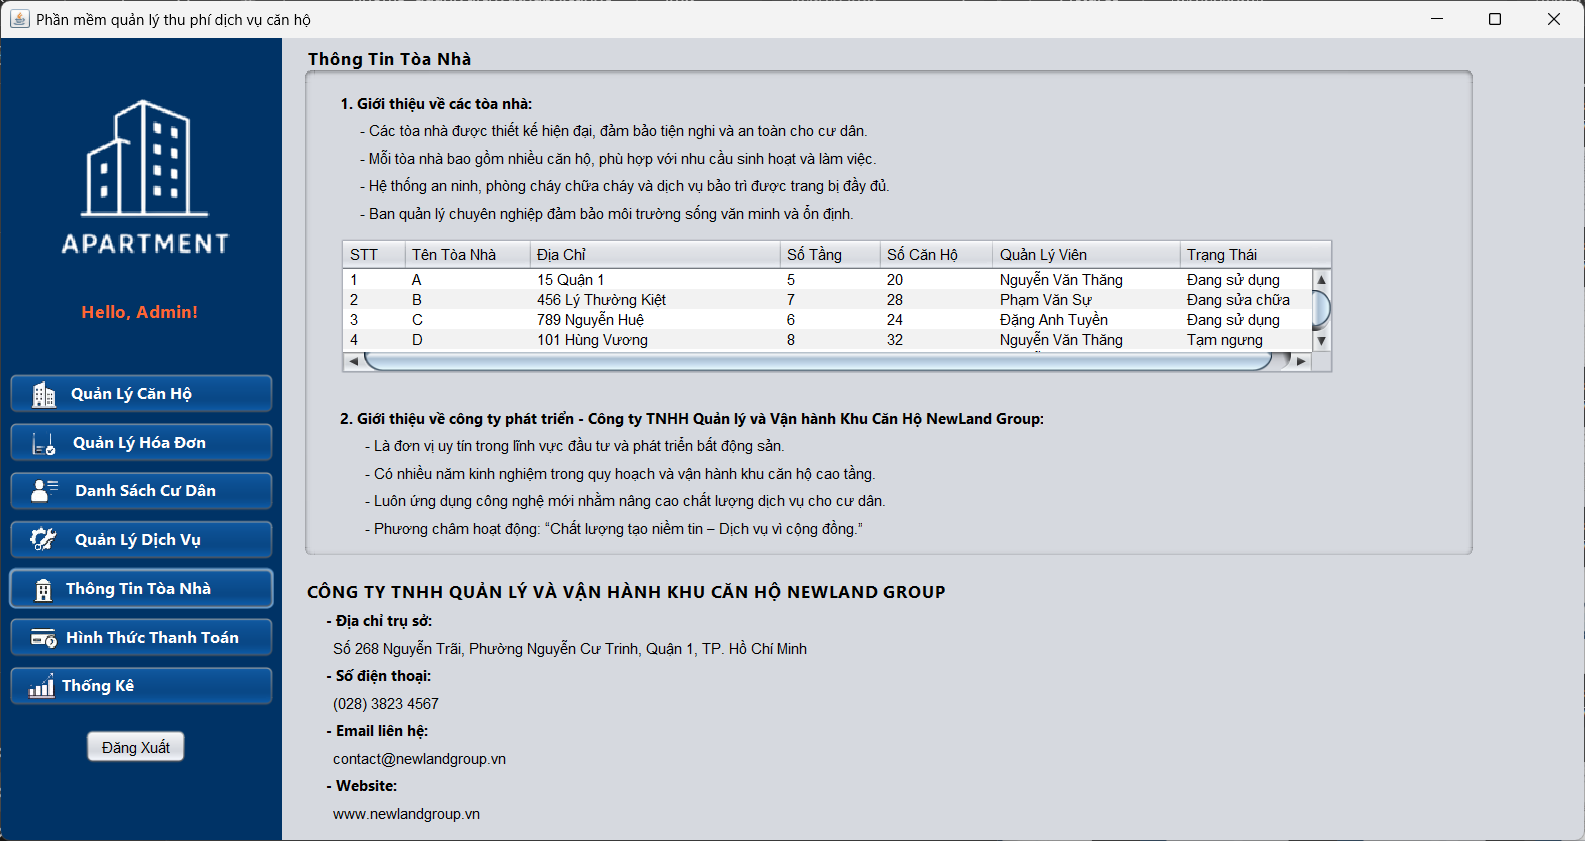 Phần mềm quản lý thu phí dịch vụ căn hộ
APARTMENT
Hello, Admin!
Quản Lý Căn Hộ
Quản Lý Hóa Đơn
Danh Sách Cư Dân
Quản Lý Dịch Vụ
Thông Tin Tòa Nhà
Hình Thức Thanh Toán
Thống Kê
Đăng Xuất
Thông Tin Tòa Nhà
1. Giới thiệu về các tòa nhà:
- Các tòa nhà được thiết kế hiện đại, đảm bảo tiện nghi và an toàn cho cư dân.
- Mỗi tòa nhà bao gồm nhiều căn hộ, phù hợp với nhu cầu sinh hoạt và làm việc.
- Hệ thống an ninh, phòng cháy chữa cháy và dịch vụ bảo trì được trang bị đầy đủ.
- Ban quản lý chuyên nghiệp đảm bảo môi trường sống văn minh và ổn định.
STT Tên Tòa Nhà Địa Chỉ Số Tầng Số Căn Hộ Quản Lý Viên Trạng Thái
1 A 15 Quận 1 5 20 Nguyễn Văn Thăng Đang sử dụng
2 B 456 Lý Thường Kiệt 7 28 Phạm Văn Sự Đang sửa chữa
3 C 789 Nguyễn Huệ 6 24 Đặng Anh Tuyền Đang sử dụng
4 D 101 Hùng Vương 8 32 Nguyễn Văn Thăng Tạm ngưng
2. Giới thiệu về công ty phát triển - Công ty TNHH Quản lý và Vận hành Khu Căn Hộ NewLand Group:
- Là đơn vị uy tín trong lĩnh vực đầu tư và phát triển bất động sản.
- Có nhiều năm kinh nghiệm trong quy hoạch và vận hành khu căn hộ cao tầng.
- Luôn ứng dụng công nghệ mới nhằm nâng cao chất lượng dịch vụ cho cư dân.
- Phương châm hoạt động: “Chất lượng tạo niềm tin – Dịch vụ vì cộng đồng.”
CÔNG TY TNHH QUẢN LÝ VÀ VẬN HÀNH KHU CĂN HỘ NEWLAND GROUP
- Địa chỉ trụ sở:
Số 268 Nguyễn Trãi, Phường Nguyễn Cư Trinh, Quận 1, TP. Hồ Chí Minh
- Số điện thoại:
(028) 3823 4567
- Email liên hệ:
contact@newlandgroup.vn
- Website:
www.newlandgroup.vn